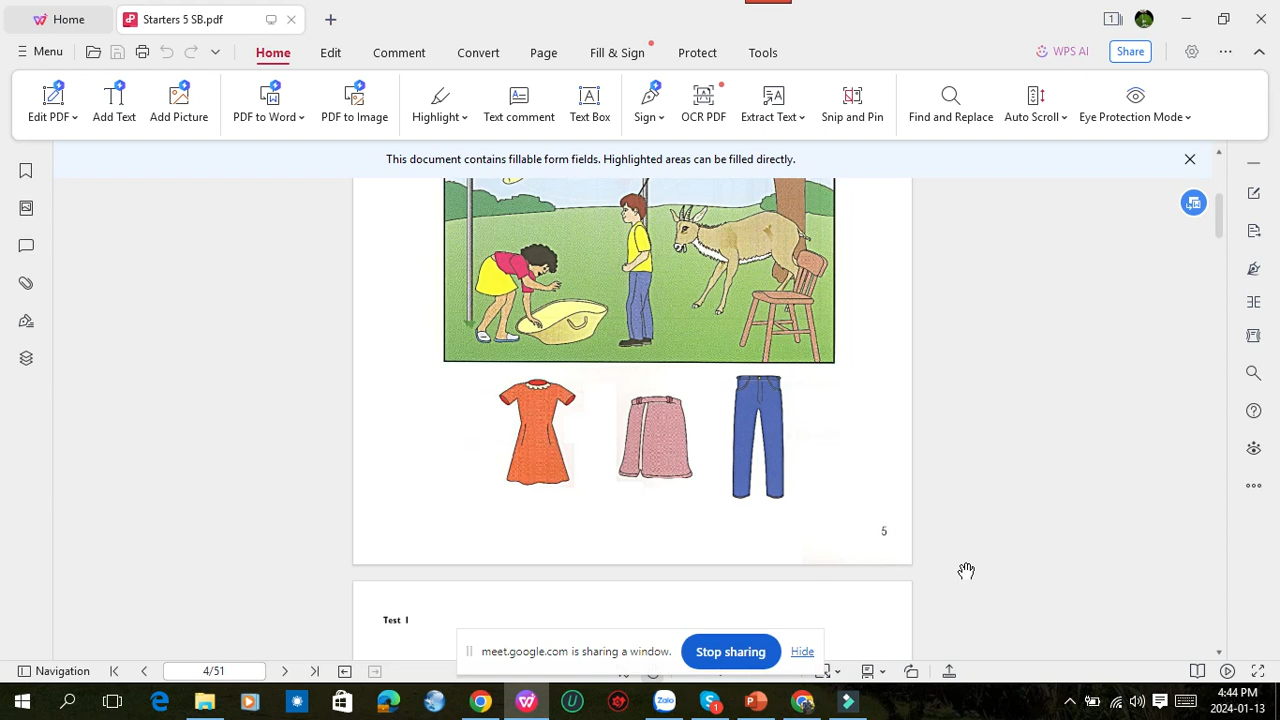 Home
Starters 5 SB.pdf
Menu
Home
Edit
Comment
Convert
Page
Fill & Sign
Protect
Tools
WPS AI
Share
Edit PDF
Add Text
Add Picture
PDF to Word
PDF to Image
Highlight
Text comment
Text Box
Sign
OCR PDF
Extract Text
Snip and Pin
Find and Replace
Auto Scroll
Eye Protection Mode
This document contains fillable form fields. Highlighted areas can be filled directly.
5
Test 1
meet.google.com is sharing a window.
Stop sharing
Hide
Navigation
4/51
4:44 PM
2024-01-13